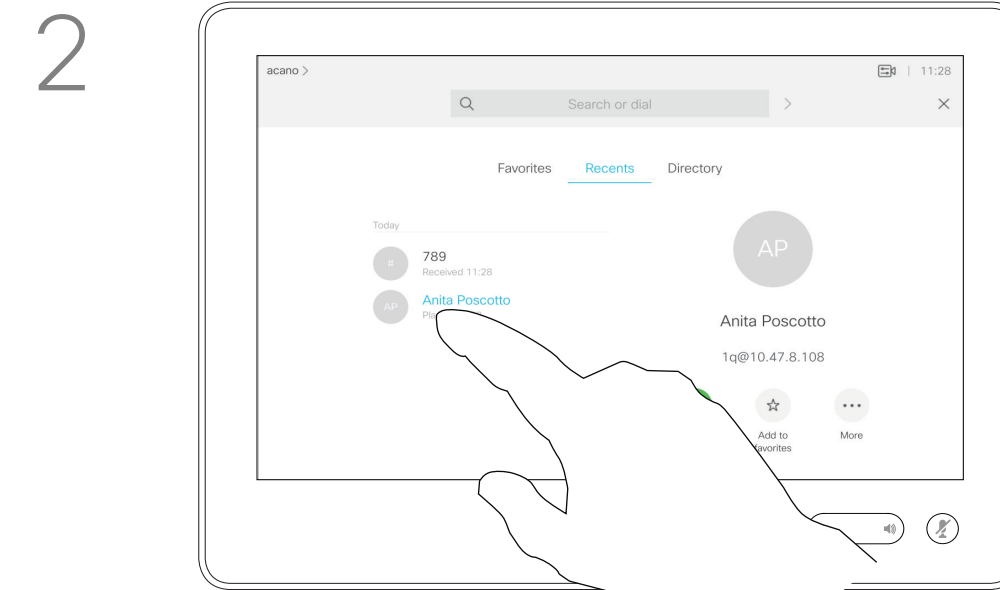 2
acano >
11:28
Search or dial
Favorites Recents Directory
Today
#
789
Received 11:28
AP
Anita Poscotto
AP
Anita Poscotto
1q@10.47.8.108
Add to
favorites
More